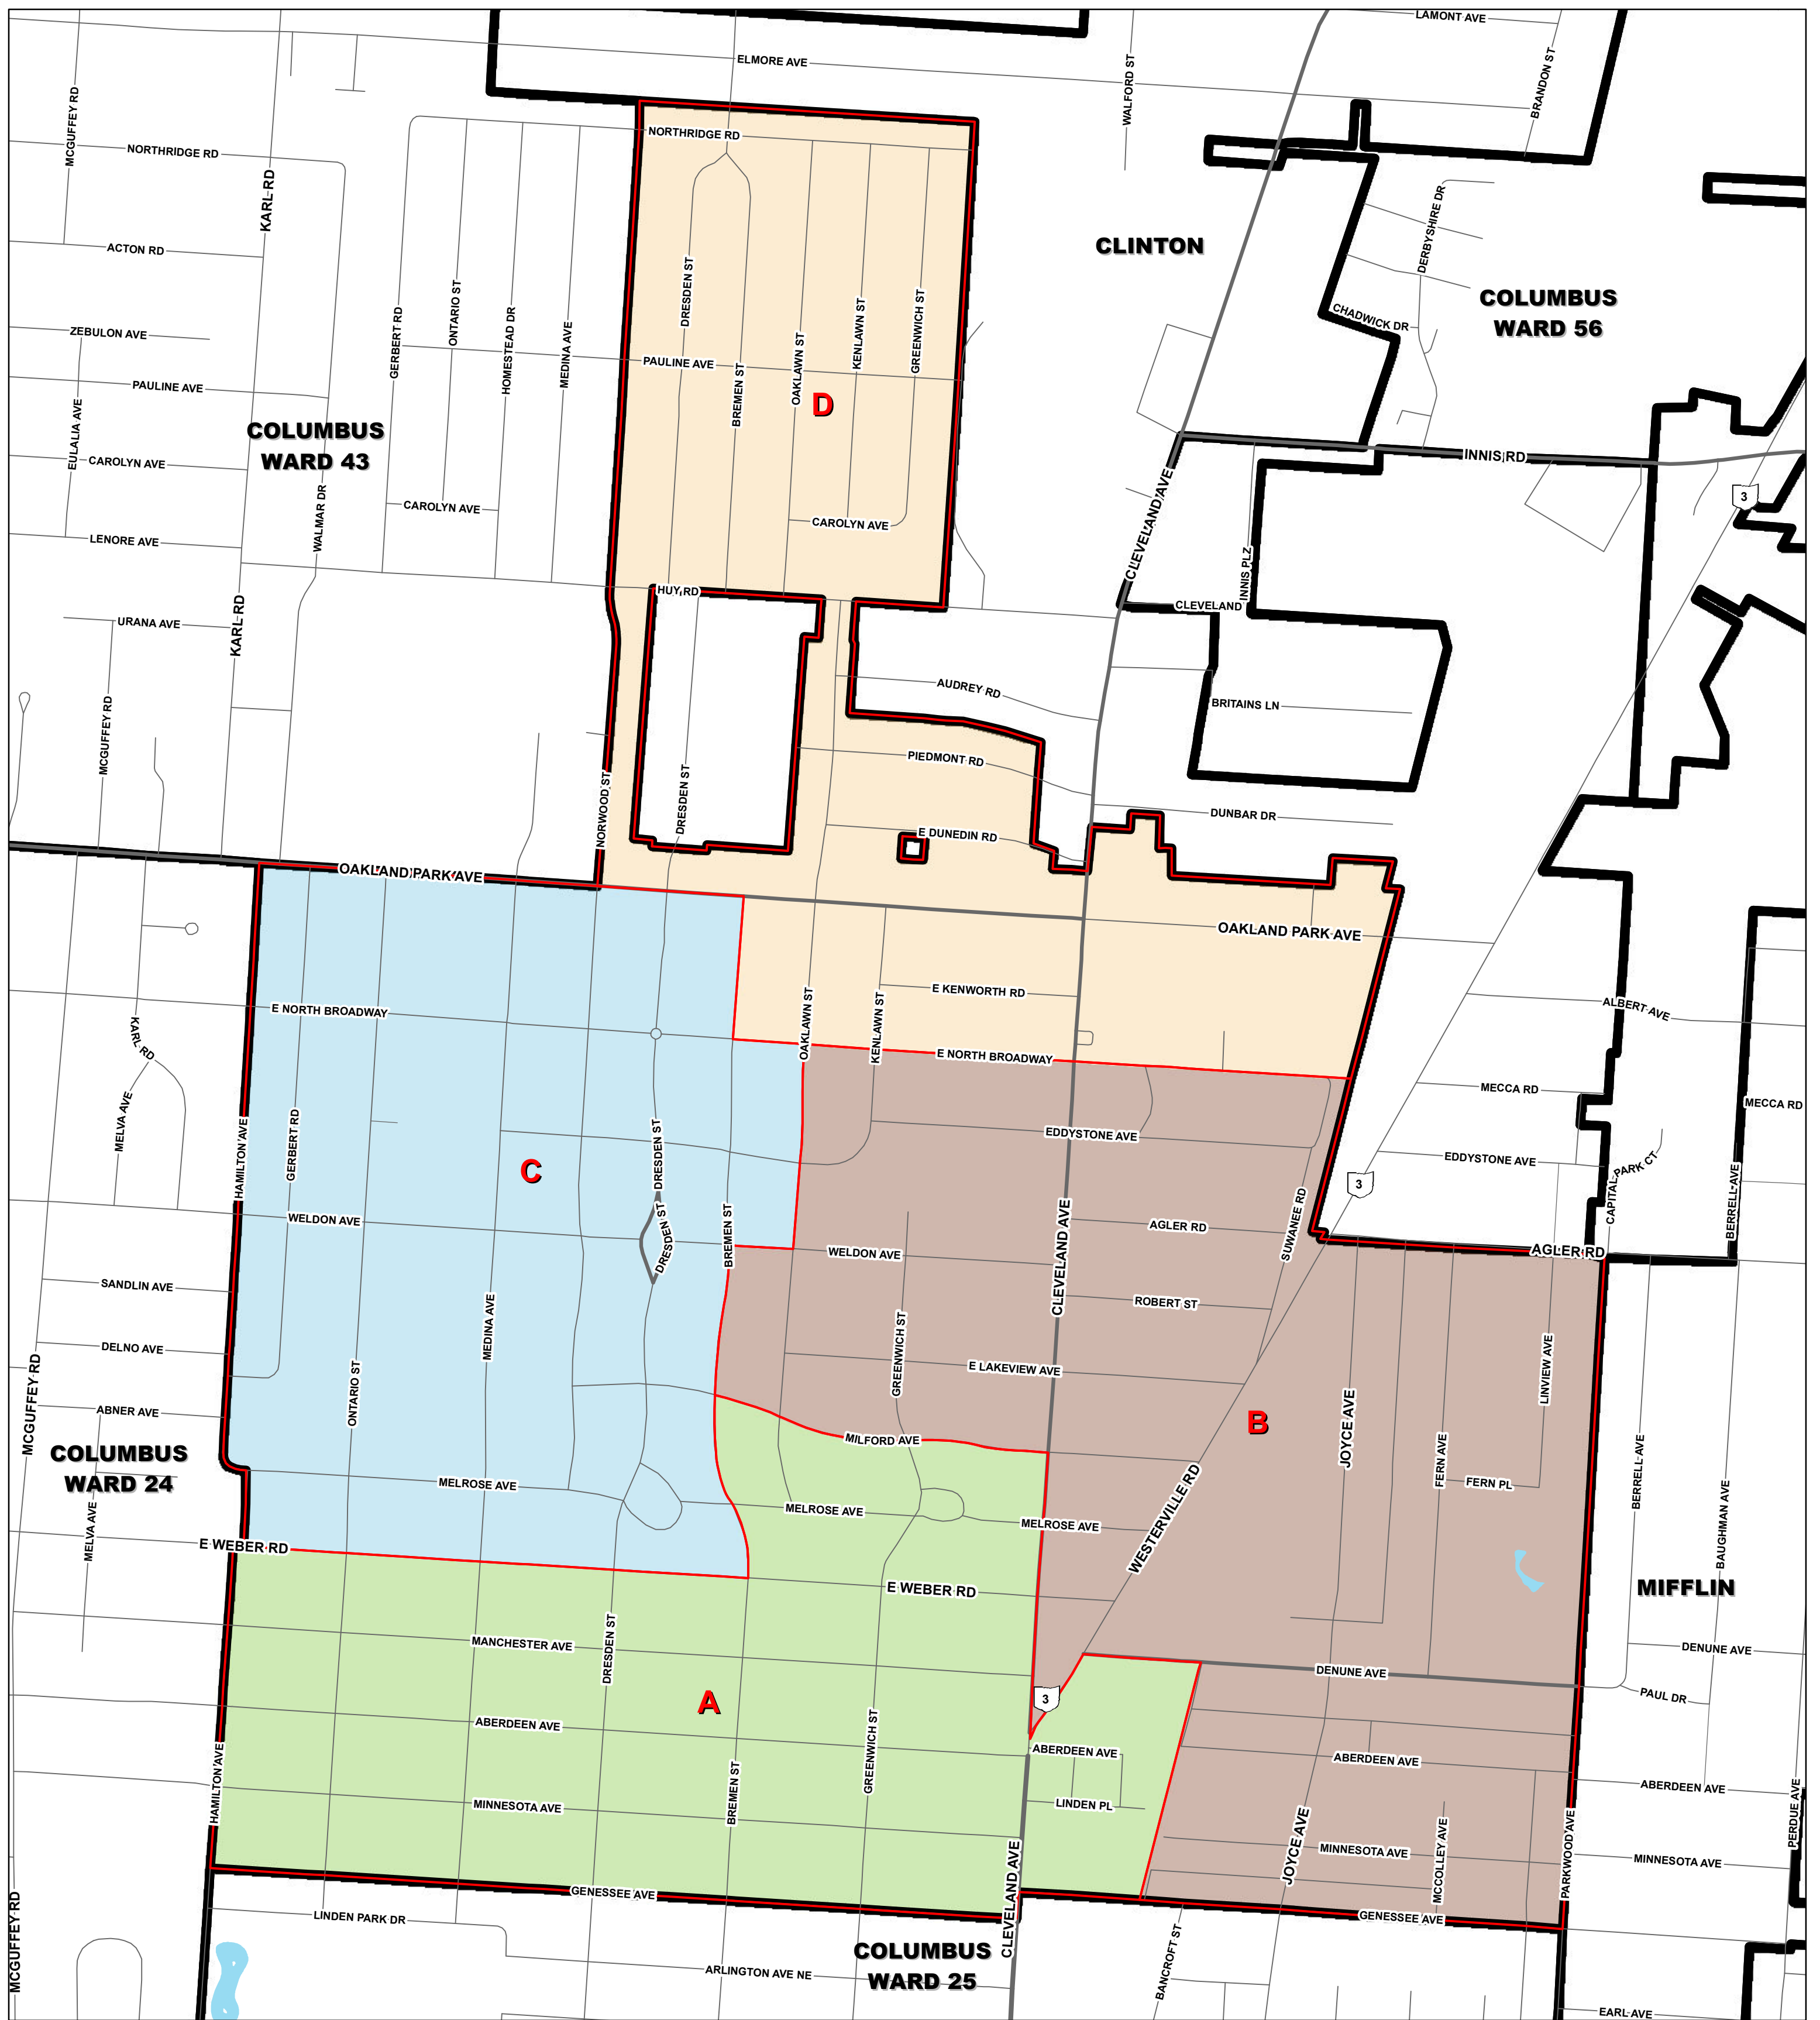 LAMONT AVE
ELMORE AVE
WALFORD ST
BRANDON ST
MCGUFFEY RD
NORTHRIDGE RD
NORTHRIDGE RD
KARL RD
DERBYSHIRE DR
ACTON RD
CLINTON
COLUMBUS
WARD 56
DRESDEN ST
ONTARIO ST
GERBERT RD
HOMESTEAD DR
MEDINA AVE
OAKLAWN ST
KENLAWN ST
GREENWICH ST
CHADWICK DR
ZEBULON AVE
PAULINE AVE
PAULINE AVE
BREMEN ST
D
EULALIA AVE
COLUMBUS
WARD 43
CAROLYN AVE
INNIS RD
3
CLEVELAND AVE
WALMAR DR
CAROLYN AVE
CAROLYN AVE
LENORE AVE
INNIS PLZ
HUY RD
CLEVELAND
URANA AVE
KARL RD
AUDREY RD
BRITAINS LN
MCGUFFEY RD
PIEDMONT RD
NORWOOD ST
DRESDEN ST
DUNBAR DR
E DUNEDIN RD
OAKLAND PARK AVE
OAKLAND PARK AVE
E KENWORTH RD
E NORTH BROADWAY
ALBERT AVE
KARL RD
OAKLAWN ST
KENLAWN ST
E NORTH BROADWAY
MECCA RD
MECCA RD
MELVA AVE
HAMILTON AVE
GERBERT RD
DRESDEN ST
EDDYSTONE AVE
EDDYSTONE AVE
CAPITAL PARK CT
C
3
BERRELL AVE
WELDON AVE
DRESDEN ST
BREMEN ST
WELDON AVE
CLEVELAND AVE
AGLER RD
SUWANEE RD
AGLER RD
SANDLIN AVE
ROBERT ST
DELNO AVE
MEDINA AVE
GREENWICH ST
E LAKEVIEW AVE
LINVIEW AVE
MCGUFFEY RD
ONTARIO ST
ABNER AVE
JOYCE AVE
B
MILFORD AVE
FERN AVE
BERRELL AVE
COLUMBUS
WARD 24
MELROSE AVE
FERN PL
MELROSE AVE
MELROSE AVE
WESTERVILLE RD
BAUGHMAN AVE
MELVA AVE
E WEBER RD
E WEBER RD
MIFFLIN
MANCHESTER AVE
DRESDEN ST
DENUNE AVE
DENUNE AVE
PAUL DR
A
3
ABERDEEN AVE
GREENWICH ST
ABERDEEN AVE
ABERDEEN AVE
ABERDEEN AVE
HAMILTON AVE
BREMEN ST
MINNESOTA AVE
LINDEN PL
PERDUE AVE
JOYCE AVE
MCCOLLEY AVE
PARKWOOD AVE
MINNESOTA AVE
MINNESOTA AVE
CLEVELAND AVE
GENESSEE AVE
GENESSEE AVE
MCGUFFEY RD
LINDEN PARK DR
COLUMBUS
WARD 25
ARLINGTON AVE NE
BANCROFT ST
EARL AVE